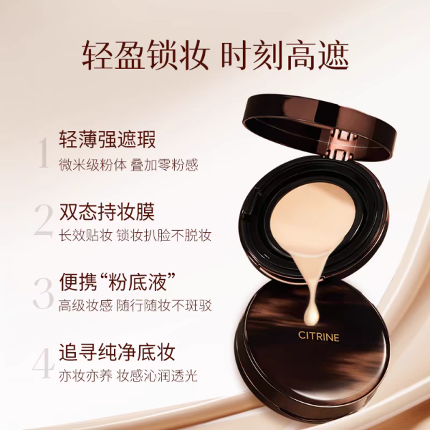 轻盈锁妆 时刻高遮
1 轻薄强遮瑕
微米级粉体 叠加零粉感
2 双态持妆膜
长效贴妆 锁妆扒脸不脱妆
3 便携“粉底液”
高级妆感 随行随妆不斑驳
4 追寻纯净底妆
亦妆亦养 妆感沁润透光
CITRINE